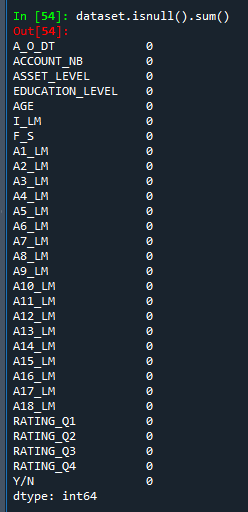 In [54]: dataset.isnull().sum()
Out[54]:
A_O_DT 0
ACCOUNT_NB 0
ASSET_LEVEL 0
EDUCATION_LEVEL 0
AGE 0
I_LM 0
F_S 0
A1_LM 0
A2_LM 0
A3_LM 0
A4_LM 0
A5_LM 0
A6_LM 0
A7_LM 0
A8_LM 0
A9_LM 0
A10_LM 0
A11_LM 0
A12_LM 0
A13_LM 0
A14_LM 0
A15_LM 0
A16_LM 0
A17_LM 0
A18_LM 0
RATING_Q1 0
RATING_Q2 0
RATING_Q3 0
RATING_Q4 0
Y/N 0
dtype: int64